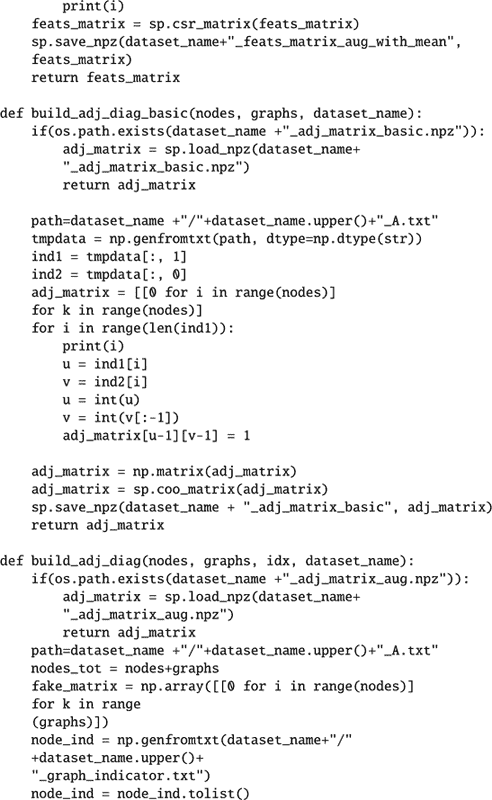 print(i)
    feats_matrix = sp.csr_matrix(feats_matrix)
    sp.save_npz(dataset_name+"_feats_matrix_aug_with_mean",
    feats_matrix)
    return feats_matrix

def build_adj_diag_basic(nodes, graphs, dataset_name):
    if(os.path.exists(dataset_name +"_adj_matrix_basic.npz")):
        adj_matrix = sp.load_npz(dataset_name+
        "_adj_matrix_basic.npz")
        return adj_matrix

    path=dataset_name +"/"+dataset_name.upper()+"_A.txt"
    tmpdata = np.genfromtxt(path, dtype=np.dtype(str))
    ind1 = tmpdata[:, 1]
    ind2 = tmpdata[:, 0]
    adj_matrix = [[0 for i in range(nodes)]
    for k in range(nodes)]
    for i in range(len(ind1)):
        print(i)
        u = ind1[i]
        v = ind2[i]
        u = int(u)
        v = int(v[:-1])
        adj_matrix[u-1][v-1] = 1

    adj_matrix = np.matrix(adj_matrix)
    adj_matrix = sp.coo_matrix(adj_matrix)
    sp.save_npz(dataset_name + "_adj_matrix_basic", adj_matrix)
    return adj_matrix

def build_adj_diag(nodes, graphs, idx, dataset_name):
    if(os.path.exists(dataset_name +"_adj_matrix_aug.npz")):
        adj_matrix = sp.load_npz(dataset_name+
        "_adj_matrix_aug.npz")
        return adj_matrix
    path=dataset_name +"/"+dataset_name.upper()+"_A.txt"
    nodes_tot = nodes+graphs
    fake_matrix = np.array([[0 for i in range(nodes)]
    for k in range
    (graphs)])
    node_ind = np.genfromtxt(dataset_name+"/"
    +dataset_name.upper()+
    "_graph_indicator.txt")
    node_ind = node_ind.tolist()